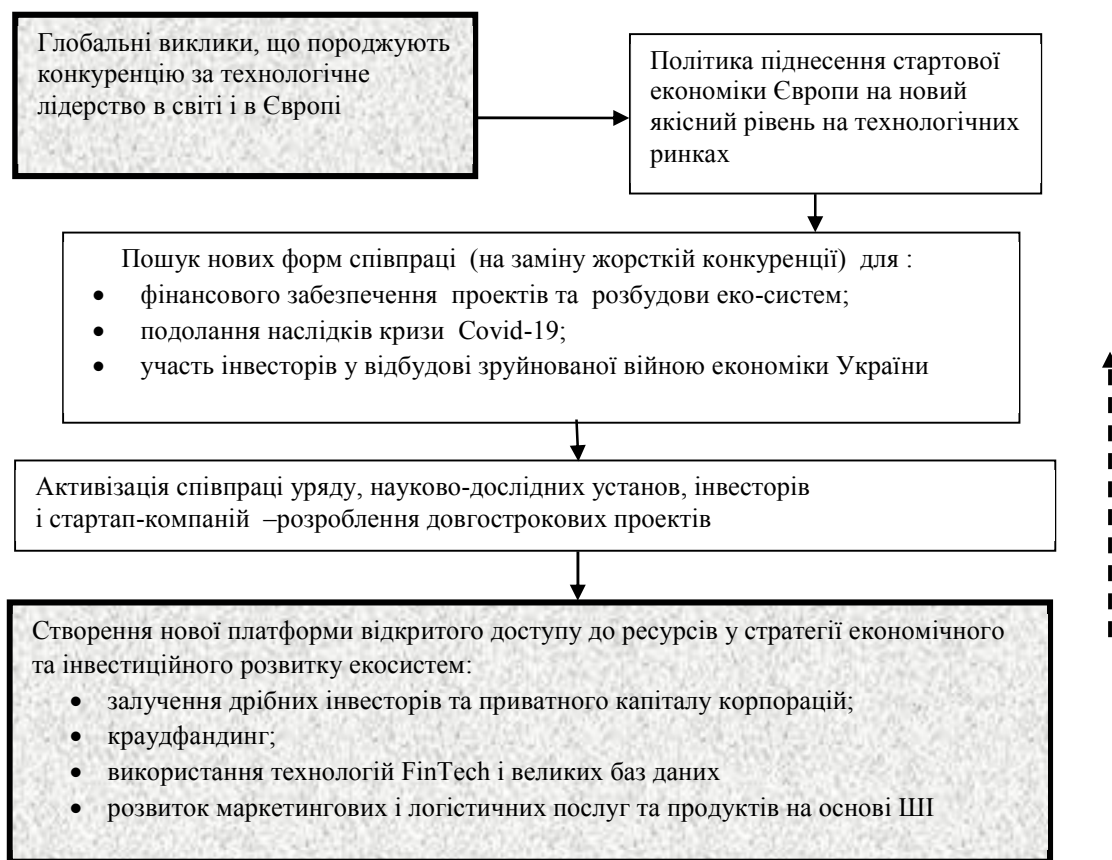 Глобальні виклики, що породжують
конкуренцію за технологічне
лідерство в світі і в Європі
Політика піднесення стартової
економіки Європи на новий
якісний рівень на технологічних
ринках
Пошук нових форм співпраці (на заміну жорсткій конкуренції) для :
• фінансового забезпечення проектів та розбудови еко-систем;
• подолання наслідків кризи Covid-19;
• участь інвесторів у відбудові зруйнованої війною економіки України
Активізація співпраці уряду, науково-дослідних установ, інвесторів
і стартап-компаній –розроблення довгострокових проектів
Створення нової платформи відкритого доступу до ресурсів у стратегії економічного
та інвестиційного розвитку екосистем:
• залучення дрібних інвесторів та приватного капіталу корпорацій;
• краудфандинг;
• використання технологій FinTech і великих баз даних
• розвиток маркетингових і логістичних послуг та продуктів на основі ШІ